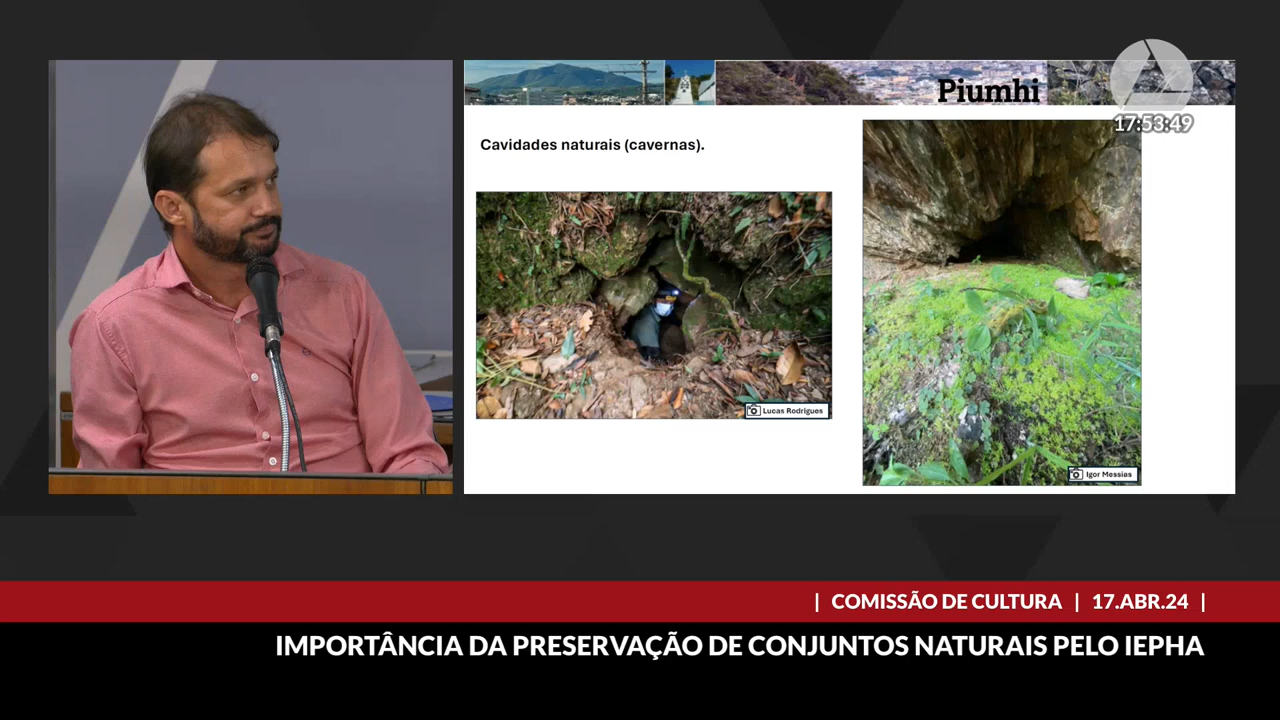 Piumhi
17:53:49
Cavidades naturais (cavernas).
Lucas Rodrigues
Igor Messias
| COMISSÃO DE CULTURA | 17.ABR.24 |
IMPORTÂNCIA DA PRESERVAÇÃO DE CONJUNTOS NATURAIS PELO IEPHA